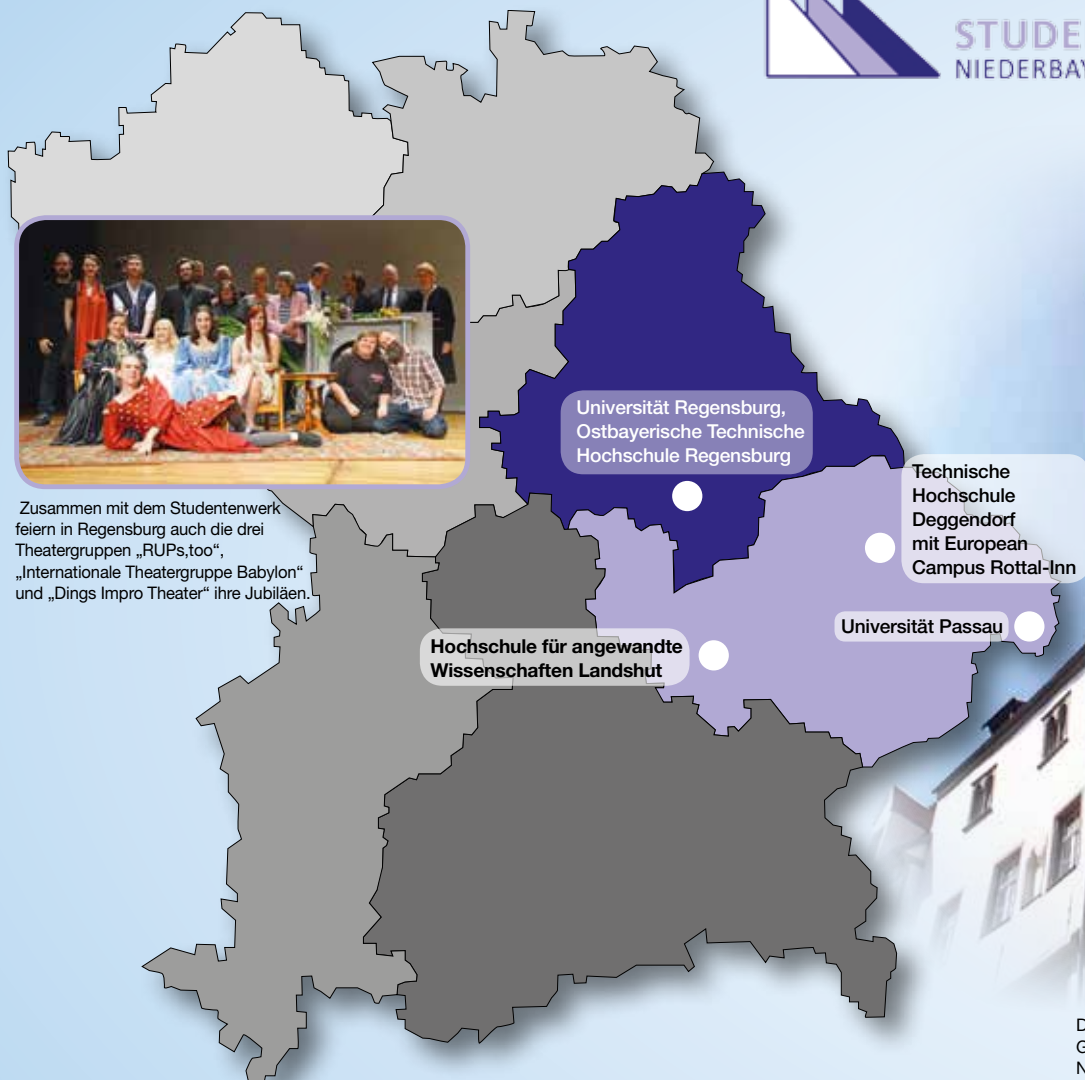 STUDE
NIEDERBAY
Universität Regensburg,
Ostbayerische Technische
Hochschule Regensburg
Technische
Hochschule
Deggendorf
mit European
Campus Rottal-Inn
Zusammen mit dem Studentenwerk
feiern in Regensburg auch die drei
Theatergruppen „RUPs,too“,
„Internationale Theatergruppe Babylon“
und „Dings Impro Theater“ ihre Jubiläen.
Universität Passau
Hochschule für angewandte
Wissenschaften Landshut
D
G
N